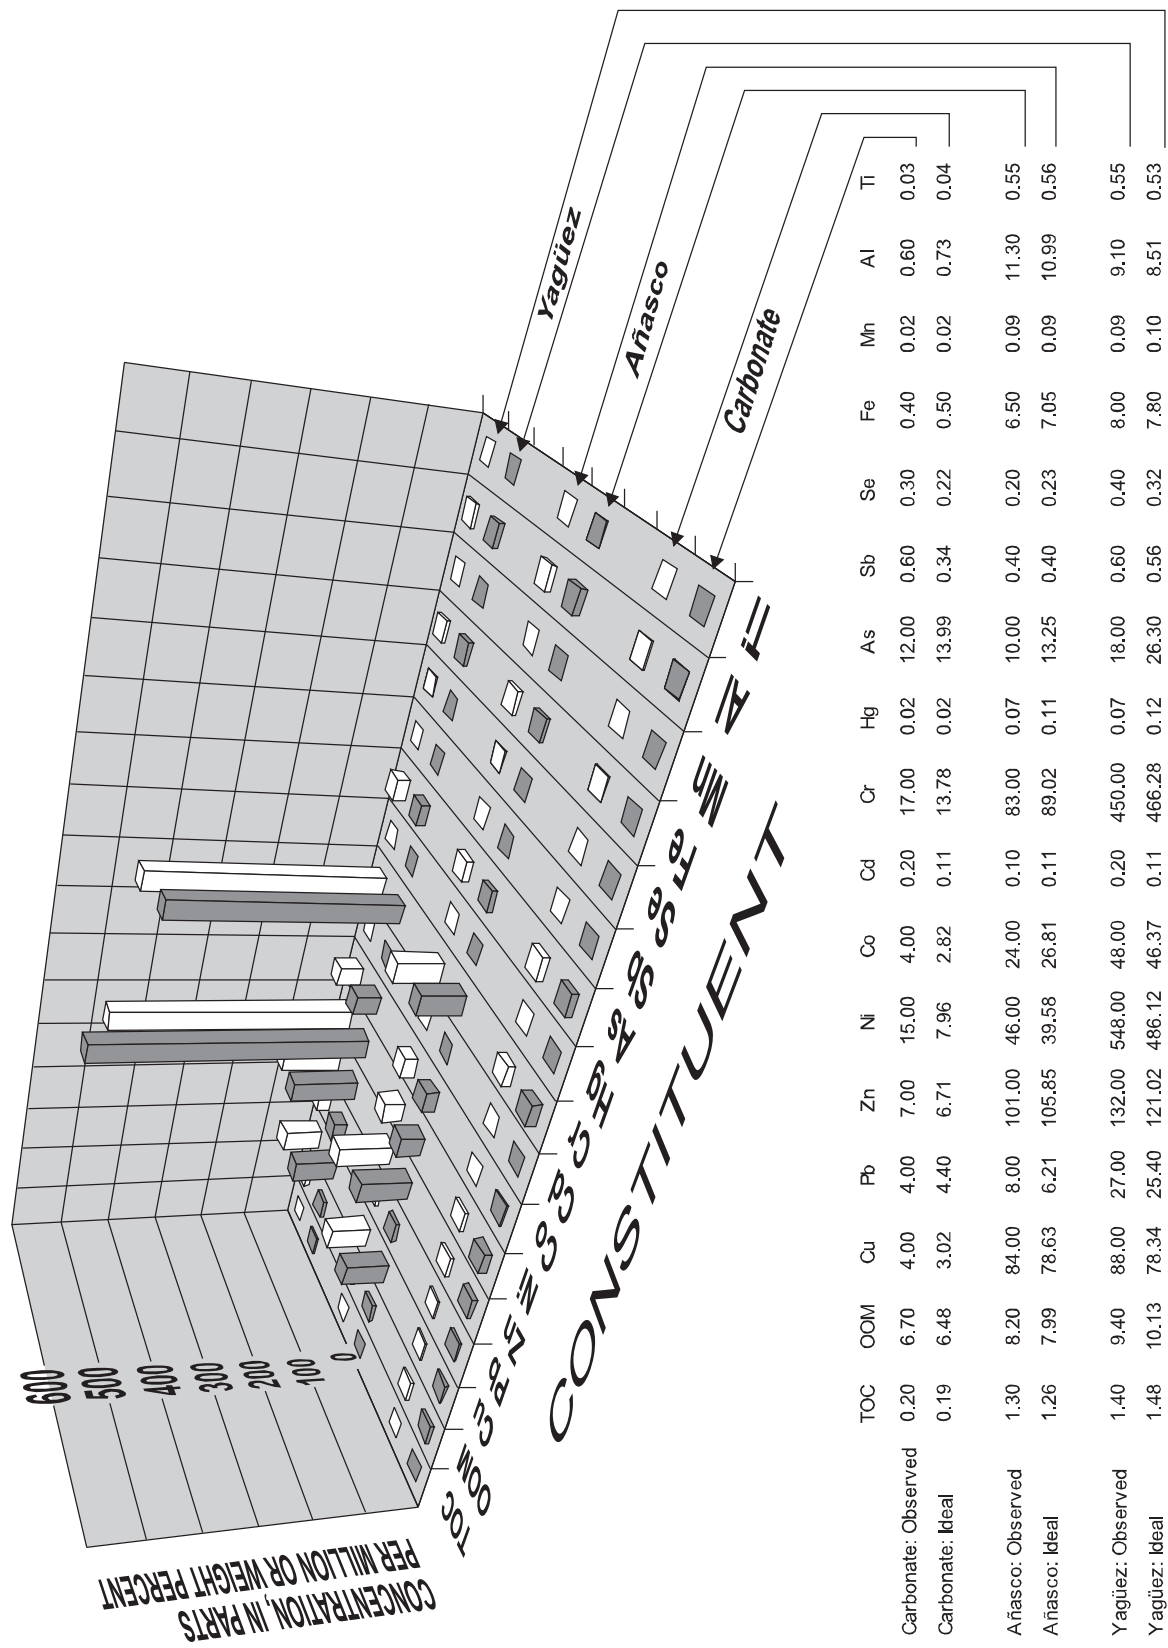 CONCENTRATION, IN PARTS
PER MILLION OR WEIGHT PERCENT
600
500
400
300
200
100
0
TOC
OOM
Cu
Pb
Zn
Ni
Co
Cd
Cr
Hg
As
Sb
Se
Fe
Mn
Al
Ti
CONSTITUENT
Yagüez
Añasco
Carbonate
TOC OOM Cu Pb Zn Ni Co Cd Cr Hg As Sb Se Fe Mn Al Ti
Carbonate: Observed 0.20 6.70 4.00 4.00 7.00 15.00 4.00 0.20 17.00 0.02 12.00 0.60 0.30 0.40 0.02 0.60 0.03
Carbonate: Ideal 0.19 6.48 3.02 4.40 6.71 7.96 2.82 0.11 13.78 0.02 13.99 0.34 0.22 0.50 0.02 0.73 0.04
Añasco: Observed 1.30 8.20 84.00 8.00 101.00 46.00 24.00 0.10 83.00 0.07 10.00 0.40 0.20 6.50 0.09 11.30 0.55
Añasco: Ideal 1.26 7.99 78.63 6.21 105.85 39.58 26.81 0.11 89.02 0.11 13.25 0.40 0.23 7.05 0.09 10.99 0.56
Yagüez: Observed 1.40 9.40 88.00 27.00 132.00 548.00 48.00 0.20 450.00 0.07 18.00 0.60 0.40 8.00 0.09 9.10 0.55
Yagüez: Ideal 1.48 10.13 78.34 25.40 121.02 486.12 46.37 0.11 466.28 0.12 26.30 0.56 0.32 7.80 0.10 8.51 0.53